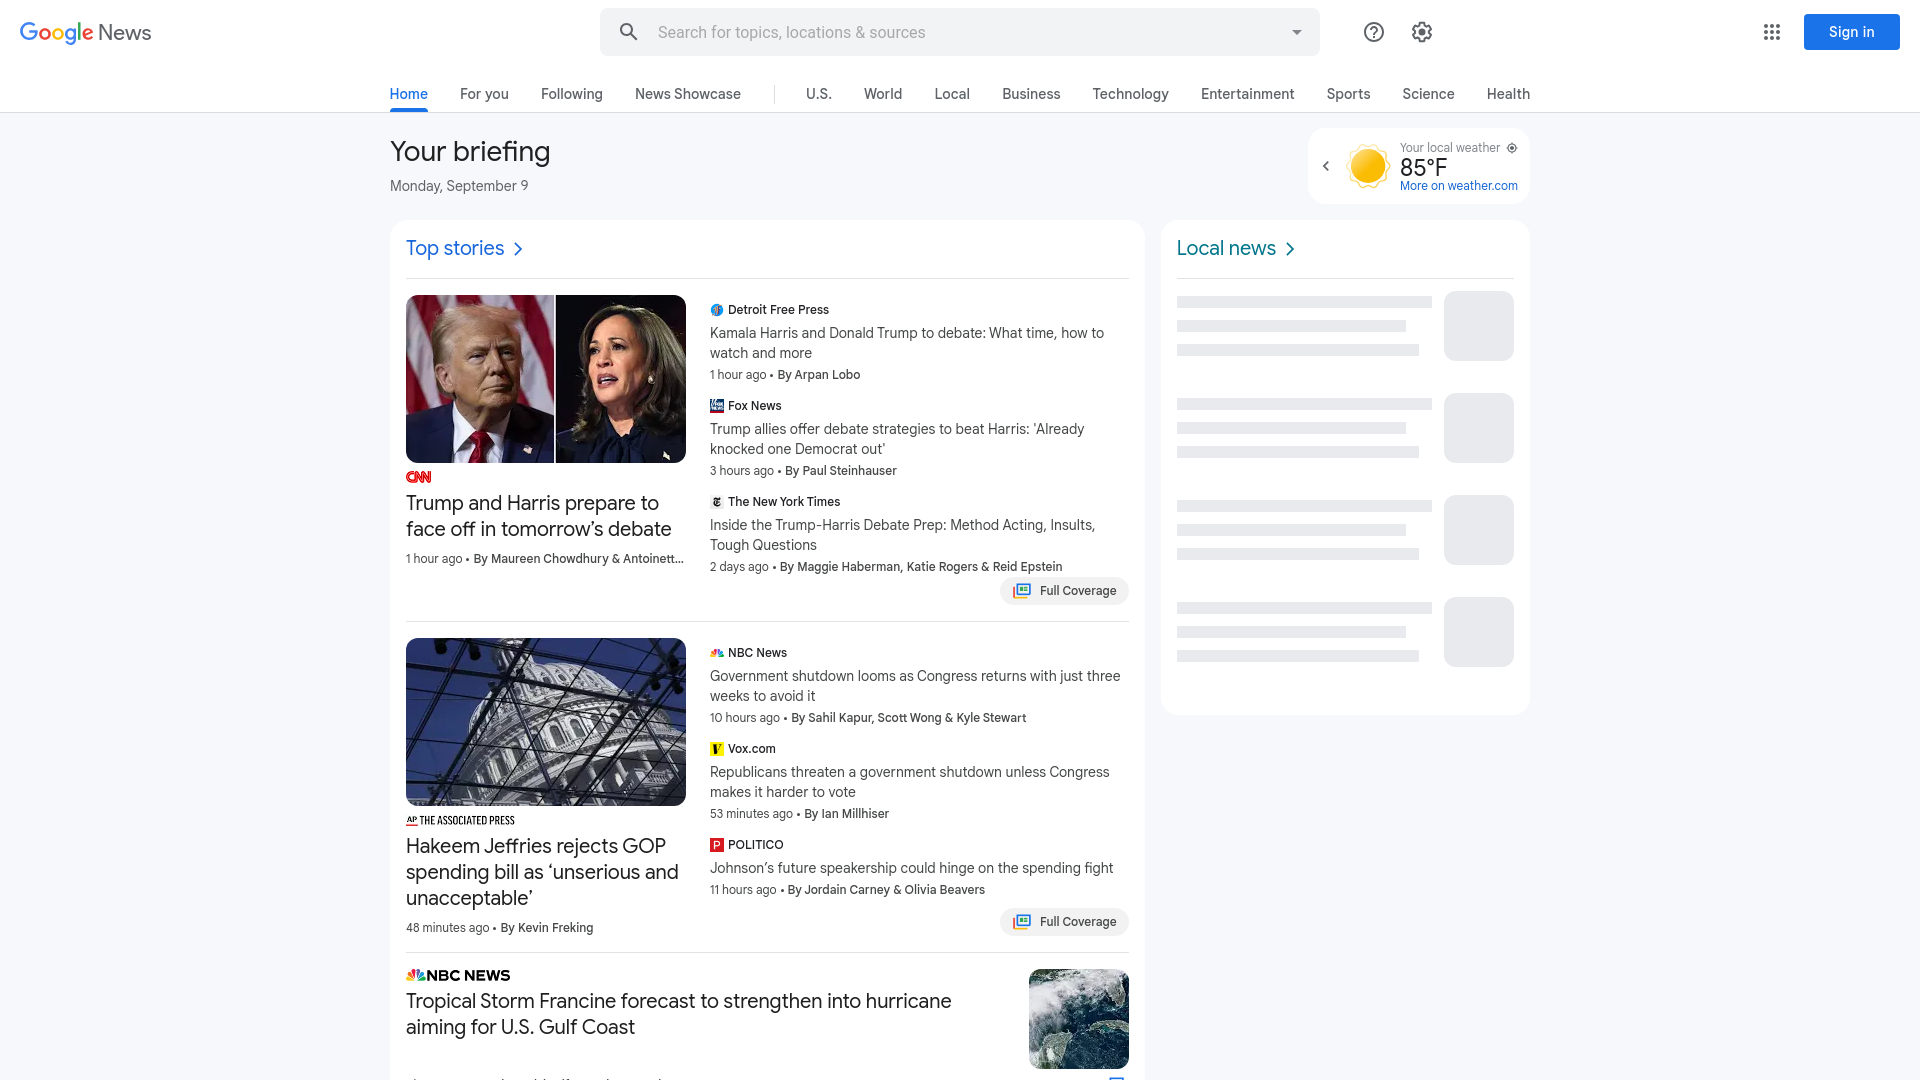 Google News
Search for topics, locations & sources
Sign in
Home
For you
Following
News Showcase
U.S.
World
Local
Business
Technology
Entertainment
Sports
Science
Health
Your briefing
Monday, September 9
Your local weather
85°F
More on weather.com
Top stories
CNN
Trump and Harris prepare to
face off in tomorrow’s debate
1 hour ago • By Maureen Chowdhury & Antoinett...
Detroit Free Press
Kamala Harris and Donald Trump to debate: What time, how to
watch and more
1 hour ago • By Arpan Lobo
Fox News
Trump allies offer debate strategies to beat Harris: 'Already
knocked one Democrat out'
3 hours ago • By Paul Steinhauser
The New York Times
Inside the Trump-Harris Debate Prep: Method Acting, Insults,
Tough Questions
2 days ago • By Maggie Haberman, Katie Rogers & Reid Epstein
Full Coverage
AP THE ASSOCIATED PRESS
Hakeem Jeffries rejects GOP
spending bill as ‘unserious and
unacceptable’
48 minutes ago • By Kevin Freking
NBC News
Government shutdown looms as Congress returns with just three
weeks to avoid it
10 hours ago • By Sahil Kapur, Scott Wong & Kyle Stewart
Vox.com
Republicans threaten a government shutdown unless Congress
makes it harder to vote
53 minutes ago • By Ian Millhiser
POLITICO
Johnson’s future speakership could hinge on the spending fight
11 hours ago • By Jordain Carney & Olivia Beavers
Full Coverage
NBC NEWS
Tropical Storm Francine forecast to strengthen into hurricane
aiming for U.S. Gulf Coast
Local news